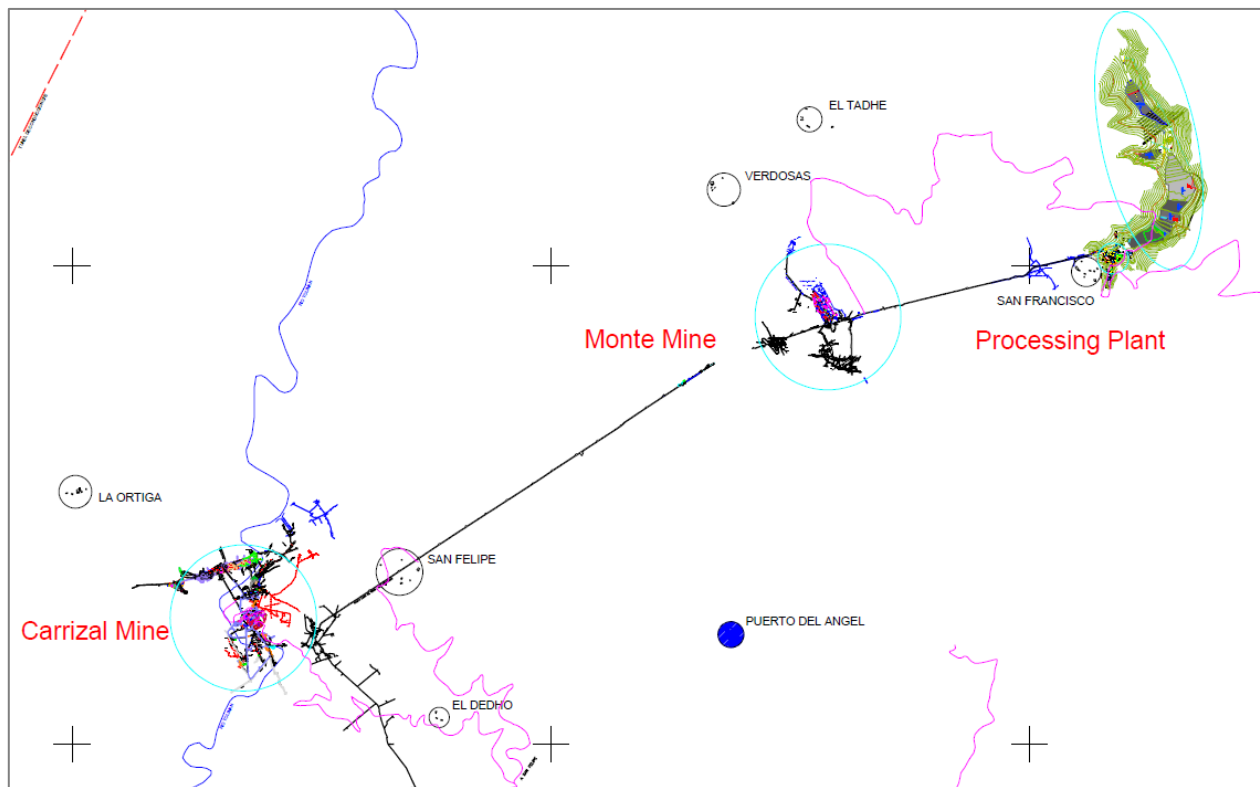 EL TADHE
VERDOSAS
SAN FRANCISCO
Monte Mine
Processing Plant
LA ORTIGA
SAN FELIPE
Carrizal Mine
PUERTO DEL ANGEL
EL DEDHO